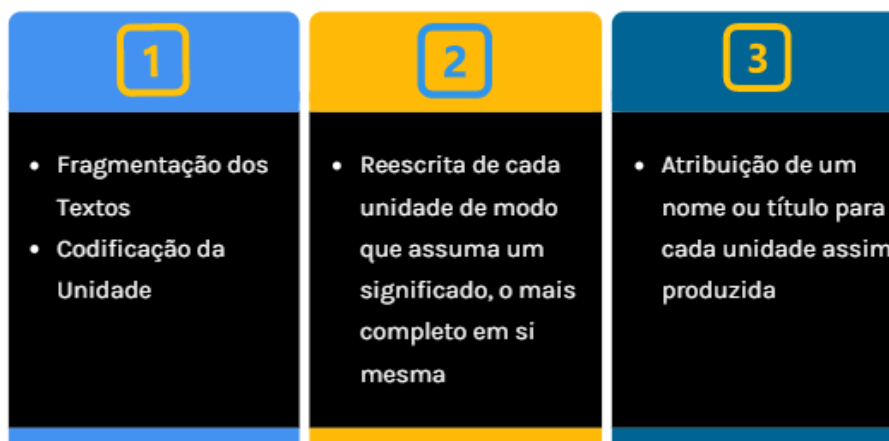 1
• Fragmentação dos
Textos
• Codificação da
Unidade
2
• Reescrita de cada
unidade de modo
que assuma um
significado, o mais
completo em si
mesma
3
• Atribuição de um
nome ou título para
cada unidade assim
produzida